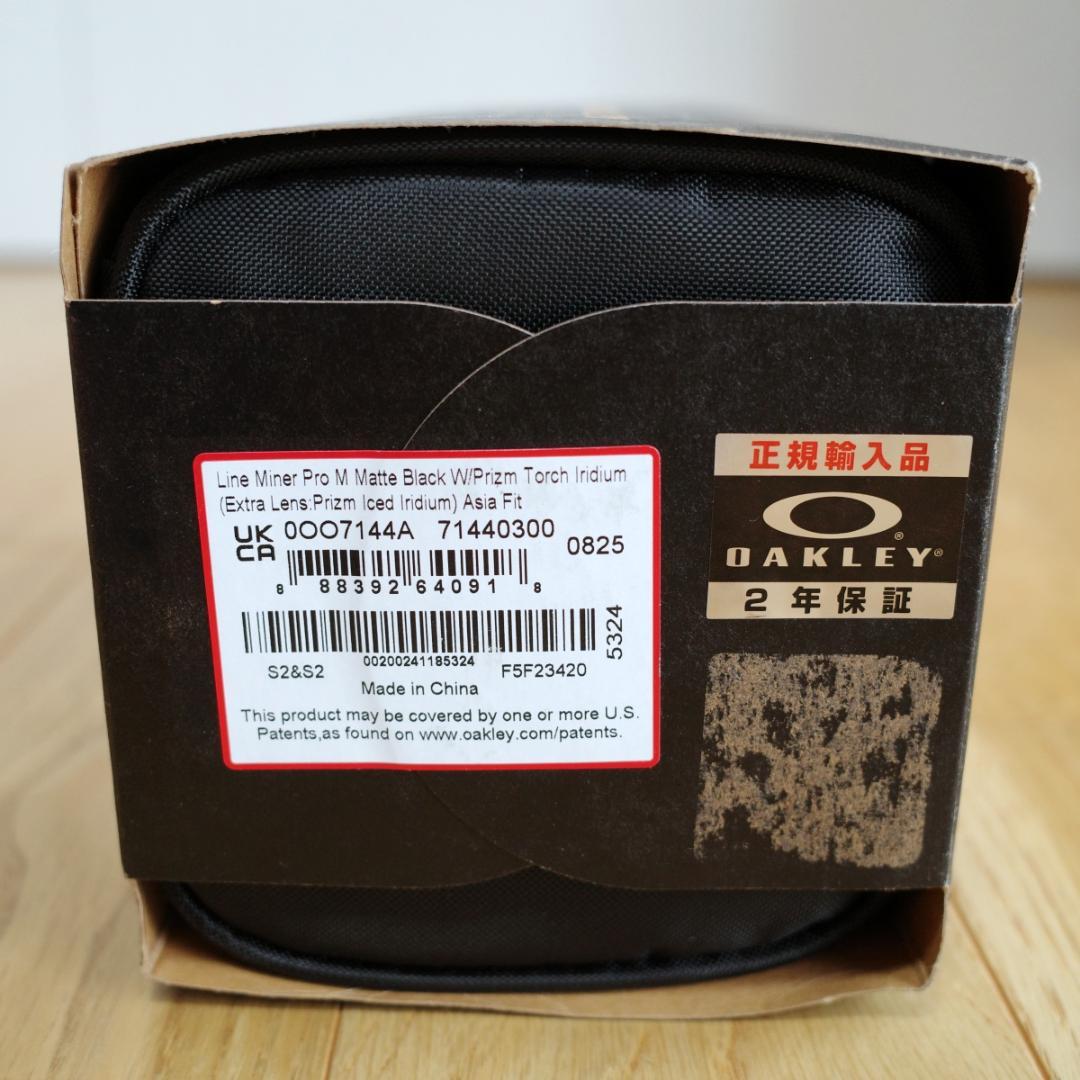 Line Miner Pro M Matte Black W/Prizm Torch Iridium
(Extra Lens:Prizm Iced Iridium) Asia Fit
UK
CA
0OO7144A 71440300
0825
8 88392 64091 8
5324
00200241185324
S2&S2 F5F23420
Made in China
This product may be covered by one or more U.S.
Patents,as found on www.oakley.com/patents.
正規輸入品
®
OAKLEY®
2年保証